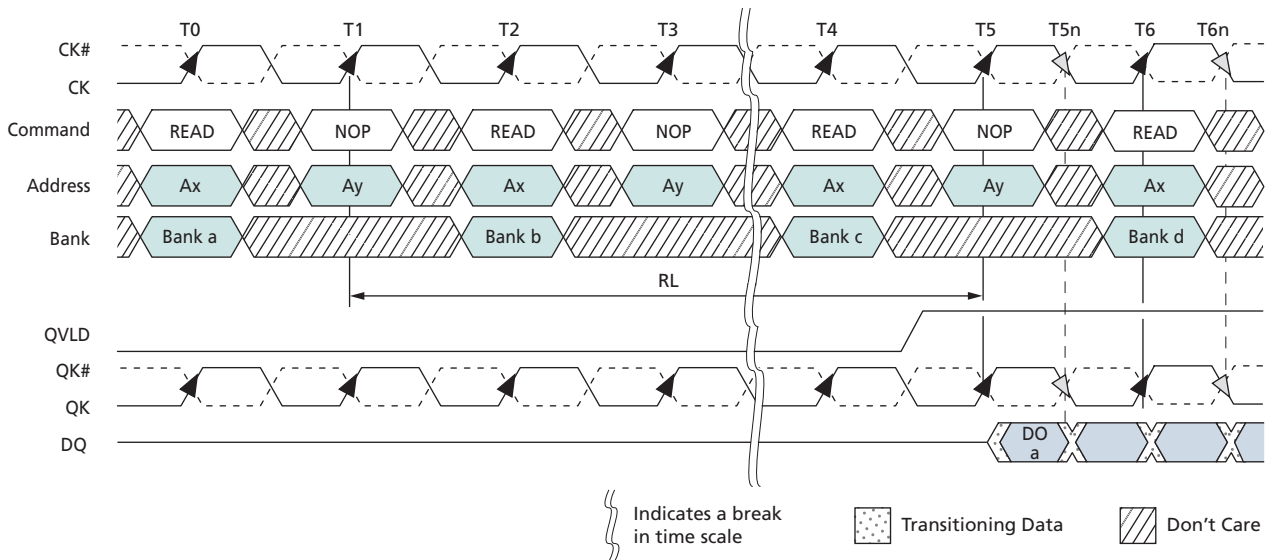 T0 T1 T2 T3 T4 T5 T5n T6 T6n
CK#
CK
Command READ NOP READ NOP READ NOP READ
Address Ax Ay Ax Ay Ax Ay Ax
Bank Bank a Bank b Bank c Bank d
RL
QVLD
QK#
QK
DQ DO
a
Indicates a break
in time scale
Transitioning Data
Don't Care